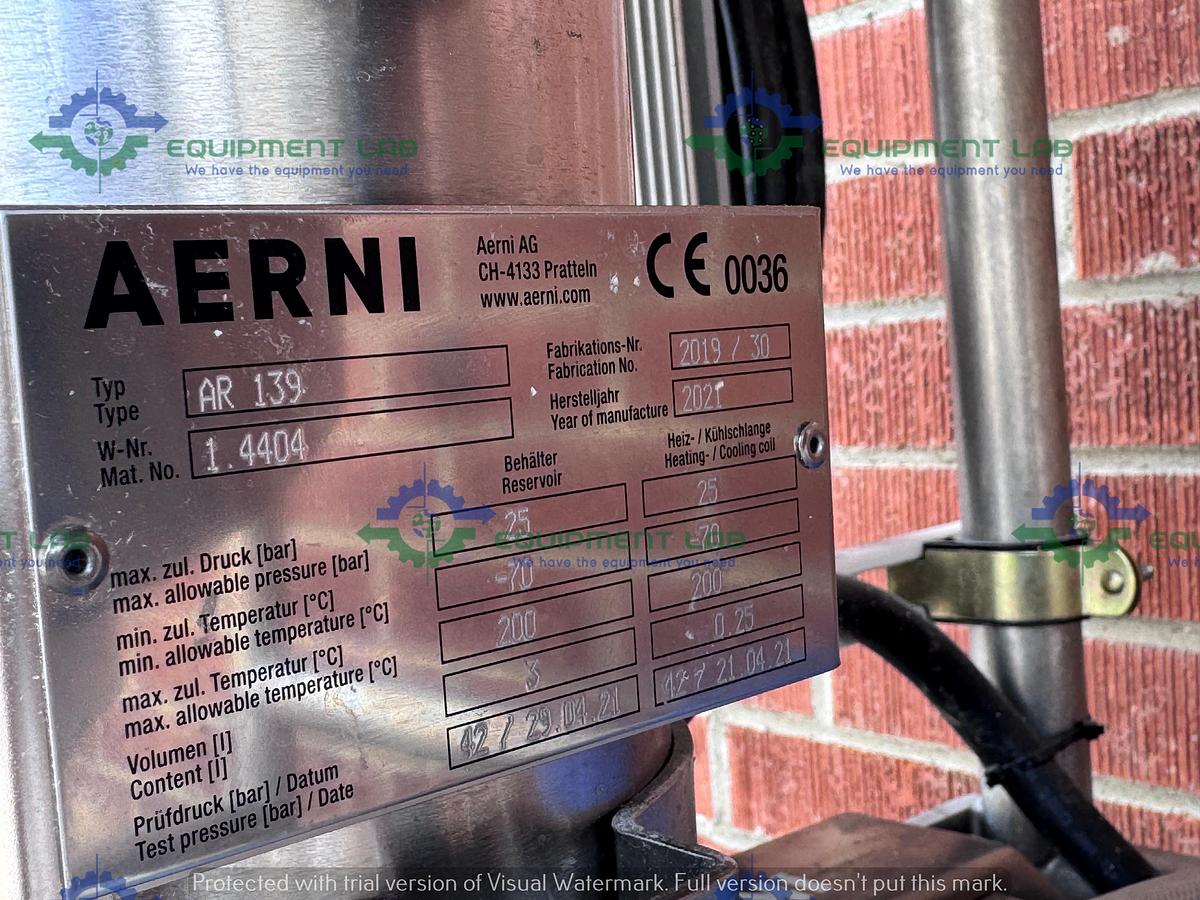 EQUIPMENT LAB
We have the equipment you need
EQUIPMENT LAB
We have the equipment you need
AERNI
Aerni AG
CH-4133 Pratteln
www.aerni.com
CE 0036
Typ
Type
AR 139
Fabrikations-Nr.
Fabrication No.
2019 / 30
W-Nr.
Mat. No.
1.4404
Herstelljahr
Year of manufacture
2021
Behälter
Reservoir
Heiz- / Kühlschlange
Heating- / Cooling coil
max. zul. Druck [bar]
max. allowable pressure [bar]
25
25
min. zul. Temperatur [°C]
min. allowable temperature [°C]
-70
-70
max. zul. Temperatur [°C]
max. allowable temperature [°C]
200
200
Volumen [l]
Content [l]
3
0.25
Prüfdruck [bar] / Datum
Test pressure [bar] / Date
42 / 29.04.21
42 / 21.04.21
EQUIPMENT LAB
We have the equipment you need
Protected with trial version of Visual Watermark. Full version doesn't put this mark.